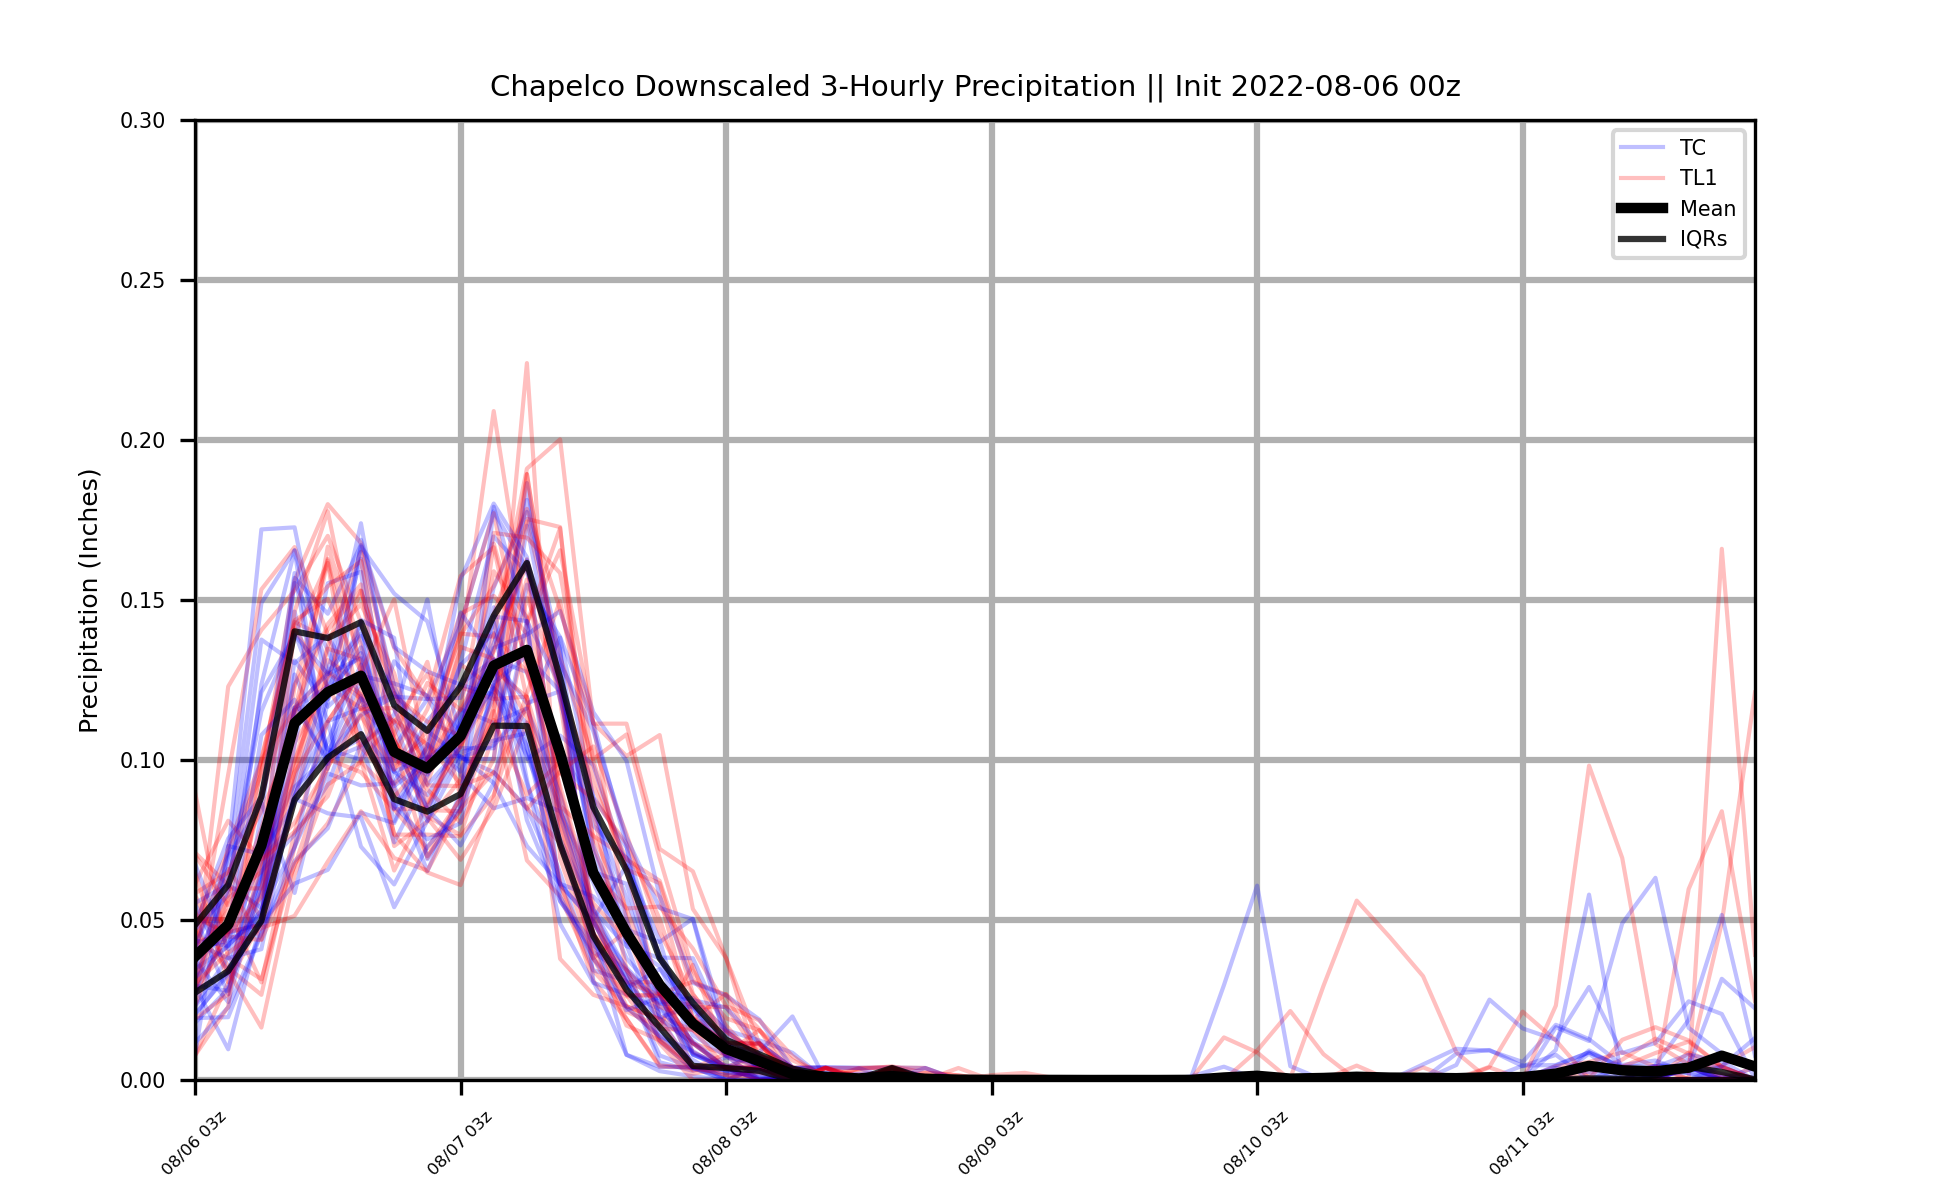 Chapelco Downscaled 3-Hourly Precipitation || Init 2022-08-06 00z
0.30
0.25
0.20
0.15
0.10
0.05
0.00
Precipitation (Inches)
TC
TL1
Mean
IQRs
08/06 03z
08/07 03z
08/08 03z
08/09 03z
08/10 03z
08/11 03z